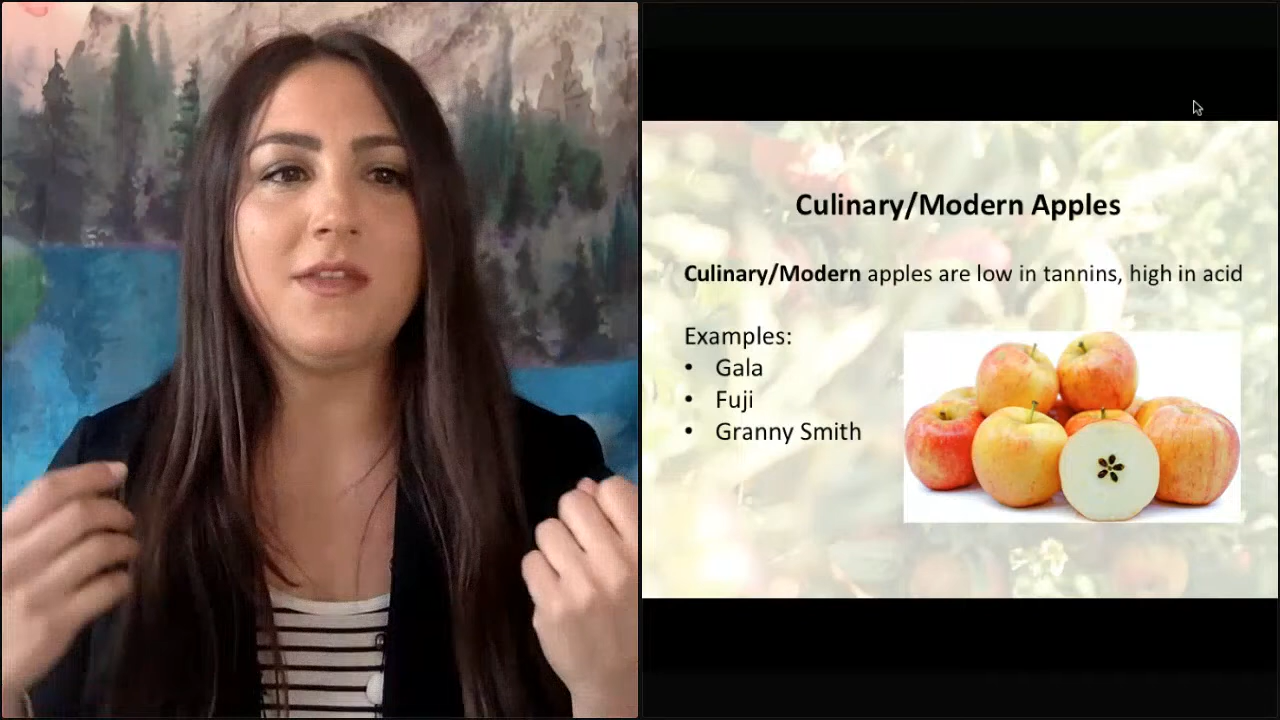 Culinary/Modern Apples
Culinary/Modern apples are low in tannins, high in acid
Examples:
• Gala
• Fuji
• Granny Smith